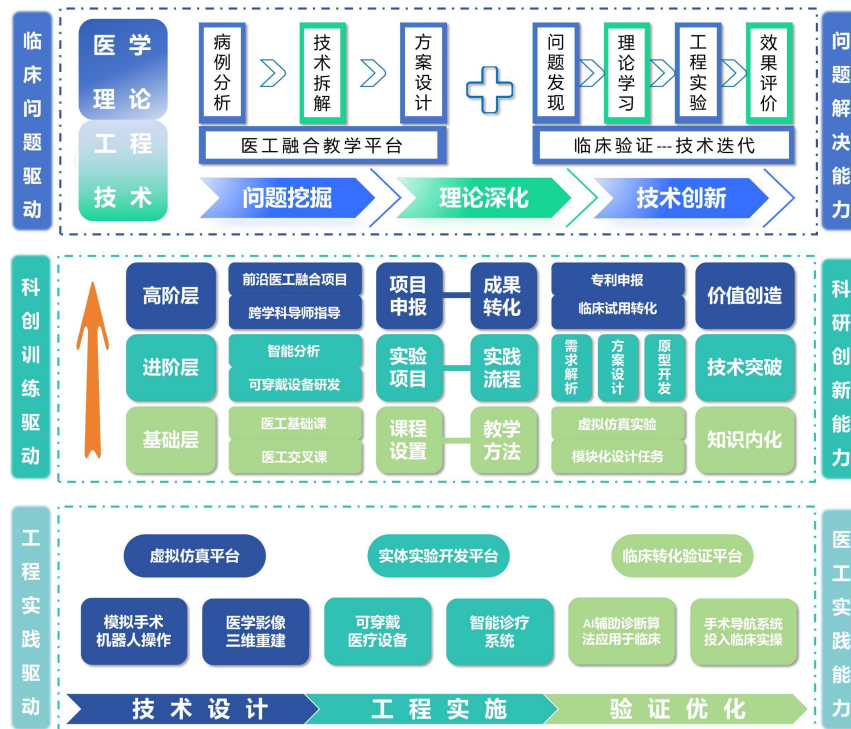 临床问题驱动
医学
理论
工程
技术
病例分析
技术拆解
方案设计
医工融合教学平台
问题发现
理论学习
工程实验
效果评价
临床验证---技术迭代
问题挖掘
理论深化
技术创新
问题解决能力
科创训练驱动
高阶层
前沿医工融合项目
跨学科导师指导
项目
申报
成果
转化
专利申报
临床试用转化
价值创造
进阶层
智能分析
可穿戴设备研发
实验
项目
实践
流程
需求解析
方案设计
原型开发
技术突破
基础层
医工基础课
医工交叉课
课程
设置
教学
方法
虚拟仿真实验
模块化设计任务
知识内化
科研创新能力
工程实践驱动
虚拟仿真平台
实体实验开发平台
临床转化验证平台
模拟手术
机器人操作
医学影像
三维重建
可穿戴
医疗设备
智能诊疗
系统
AI辅助诊断算
法应用于临床
手术导航系统
投入临床实操
技术设计
工程实施
验证优化
医工实践能力